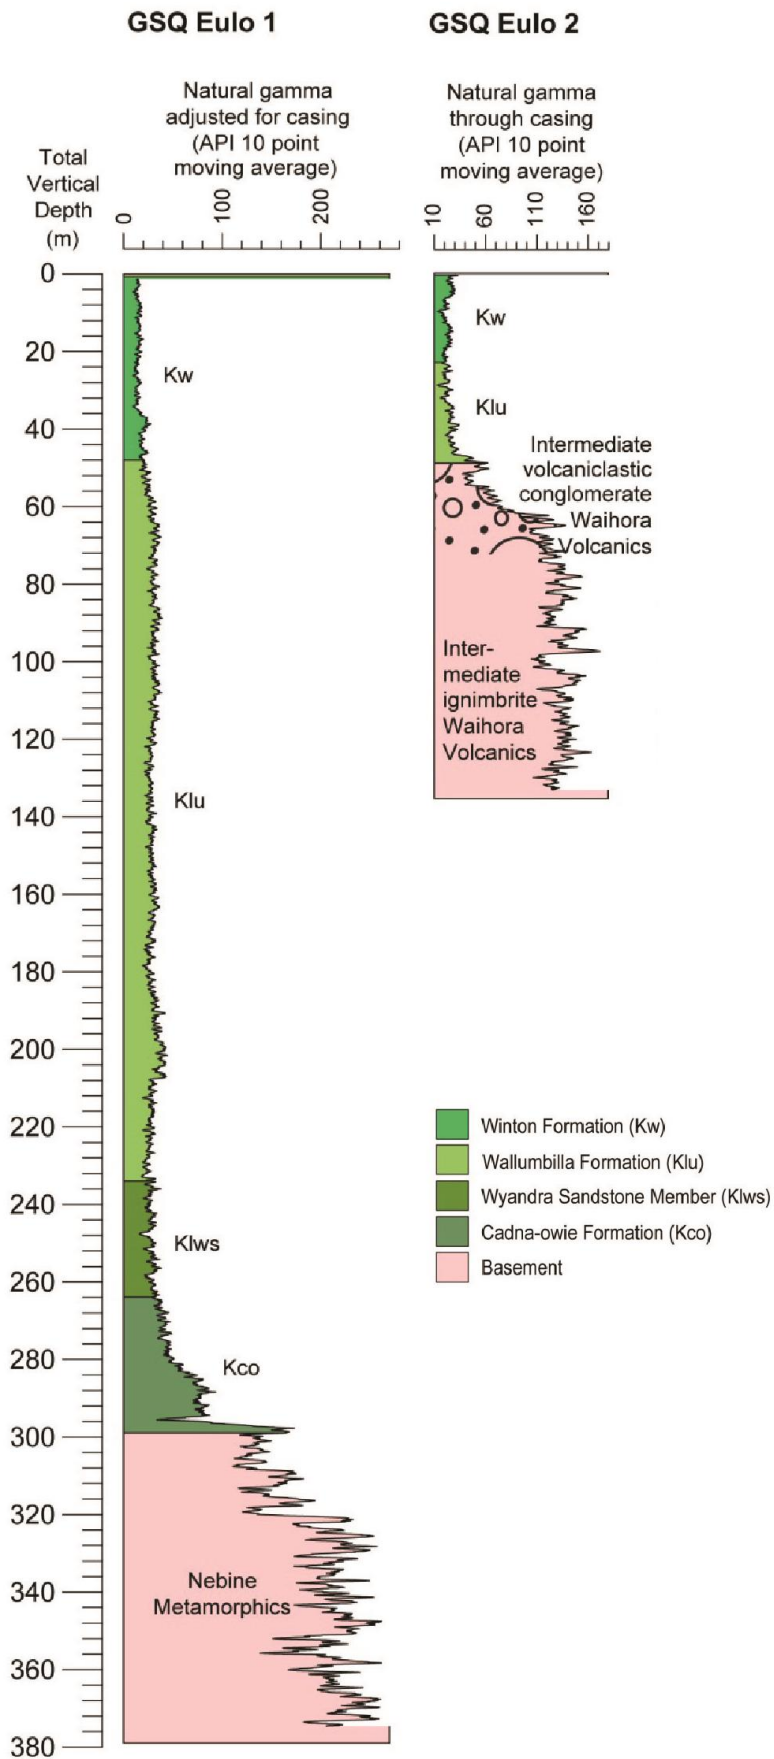 GSQ Eulo 1
GSQ Eulo 2
Natural gamma
adjusted for casing
(API 10 point
moving average)
Natural gamma
through casing
(API 10 point
moving average)
Total
Vertical
Depth
(m)
0
100
200
10
60
110
160
0
20
40
60
80
100
120
140
160
180
200
220
240
260
280
300
320
340
360
380
Kw
Klu
Klws
Kco
Nebine
Metamorphics
Kw
Klu
Intermediate
volcaniclastic
conglomerate
Waihora
Volcanics
Inter-
mediate
ignimbrite
Waihora
Volcanics
Winton Formation (Kw)
Wallumbilla Formation (Klu)
Wyandra Sandstone Member (Klws)
Cadna-owie Formation (Kco)
Basement